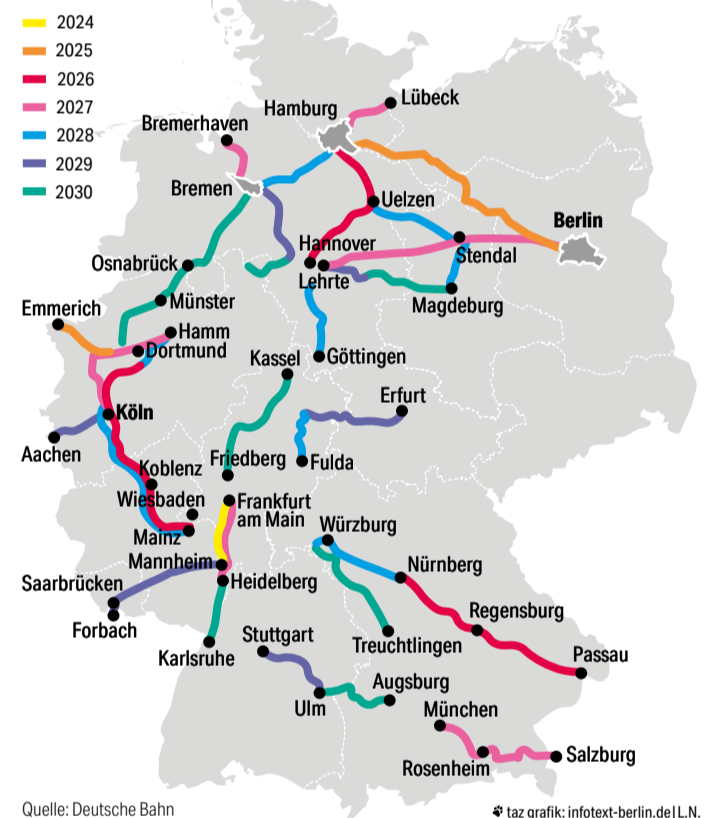 2024
2025
2026
2027
2028
2029
2030
Hamburg
Lübeck
Bremerhaven
Bremen
Uelzen
Berlin
Hannover
Stendal
Osnabrück
Lehrte
Magdeburg
Emmerich
Münster
Hamm
Dortmund
Kassel
Göttingen
Erfurt
Köln
Aachen
Friedberg
Fulda
Koblenz
Wiesbaden
Frankfurt
am Main
Mainz
Würzburg
Mannheim
Nürnberg
Saarbrücken
Heidelberg
Regensburg
Forbach
Stuttgart
Treuchtlingen
Karlsruhe
Passau
Augsburg
Ulm
München
Rosenheim
Salzburg
Quelle: Deutsche Bahn
taz grafik: infotext-berlin.de|L.N.